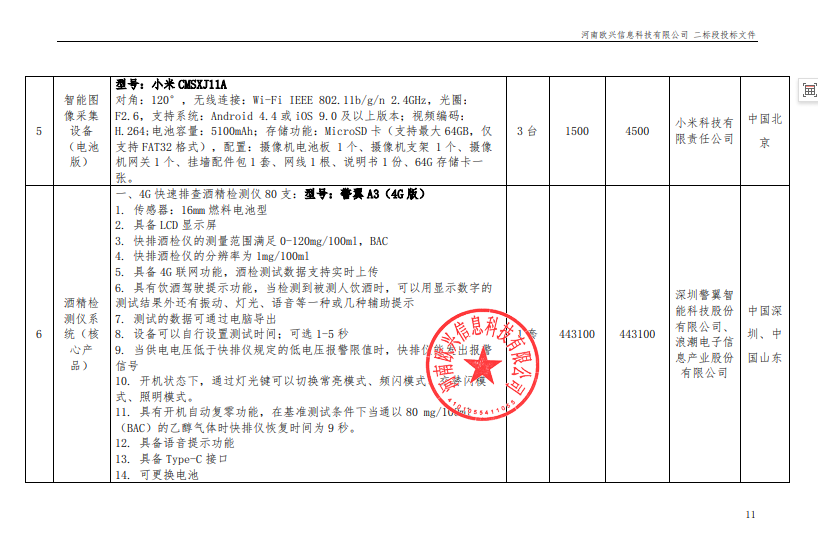 河南欧兴信息科技有限公司 二标段投标文件
5
智能图
像采集
设备
（电池
版）
型号：小米 CMSXJ11A
对角：120°，无线连接：Wi-Fi IEEE 802.11b/g/n 2.4GHz，光圈：
F2.6，支持系统：Android 4.4 或 iOS 9.0 及以上版本；视频编码：
H.264;电池容量：5100mAh；存储功能：MicroSD 卡（支持最大 64GB，仅
支持 FAT32 格式），配置：摄像机电池板 1 个、摄像机支架 1 个、摄像
机网关 1 个、挂墙配件包 1 套、网线 1 根、说明书 1 份、64G 存储卡一
张。
3 台
1500
4500
小米科技有
限责任公司
中国北
京
6
酒精检
测仪系
统（核
心产
品）
一、4G 快速排查酒精检测仪 80 支：型号：警翼 A3（4G 版）
1. 传感器：16mm 燃料电池型
2. 具备 LCD 显示屏
3. 快排酒检仪的测量范围满足 0-120mg/100ml，BAC
4. 快排酒检仪的分辨率为 1mg/100ml
5. 具备 4G 联网功能，酒检测试数据支持实时上传
6. 具有饮酒驾驶提示功能，当检测到被测人饮酒时，可以用显示数字的
测试结果外还有振动、灯光、语音等一种或几种辅助提示
7. 测试的数据可通过电脑导出
8. 设备可以自行设置测试时间；可选 1-5 秒
9. 当供电电压低于快排仪规定的低电压报警限值时，快排仪能发出报警
信号
10. 开机状态下，通过灯光键可以切换常亮模式、频闪模式、交替闪模
式、照明模式。
11. 具有开机自动复零功能，在基准测试条件下当通以 80 mg/100ml
（BAC）的乙醇气体时快排仪恢复时间为 9 秒。
12. 具备语音提示功能
13. 具备 Type-C 接口
14. 可更换电池
1 套
443100
443100
深圳警翼智
能科技股份
有限公司、
浪潮电子信
息产业股份
有限公司
中国深
圳、中
国山东
河南欧兴信息科技有限公司
11